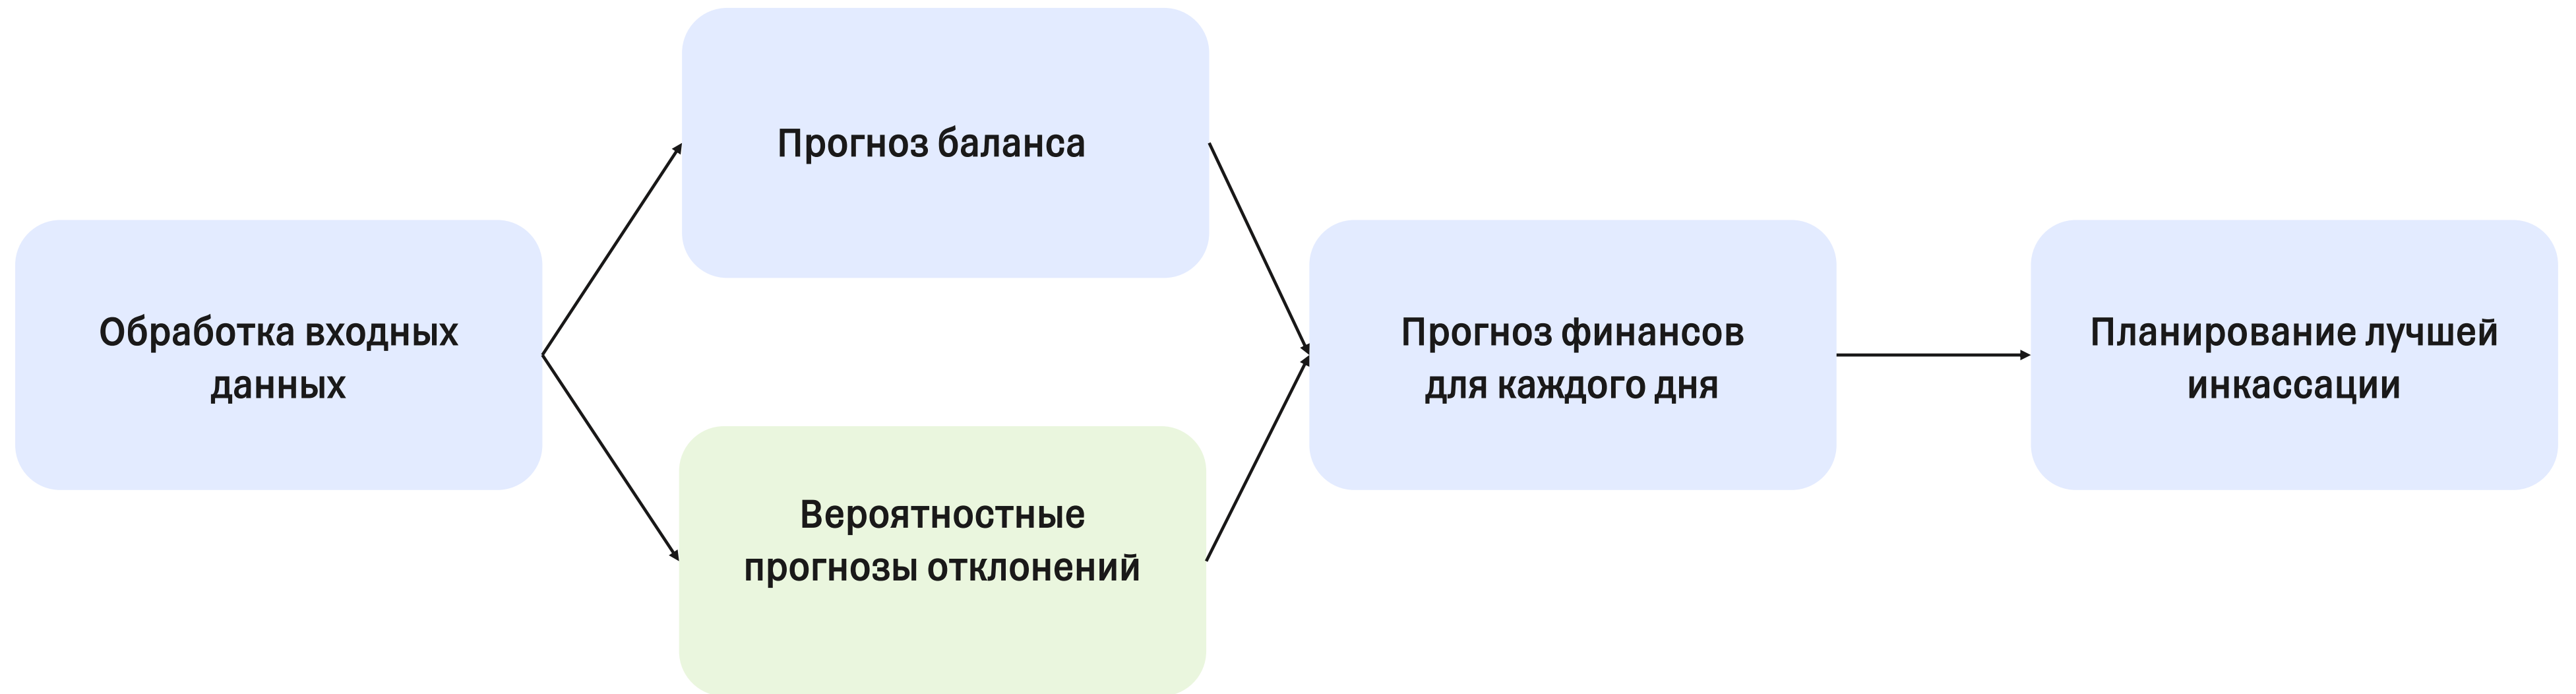 Обработка входных
данных
Прогноз баланса
Вероятностные
прогнозы отклонений
Прогноз финансов
для каждого дня
Планирование лучшей
инкассации